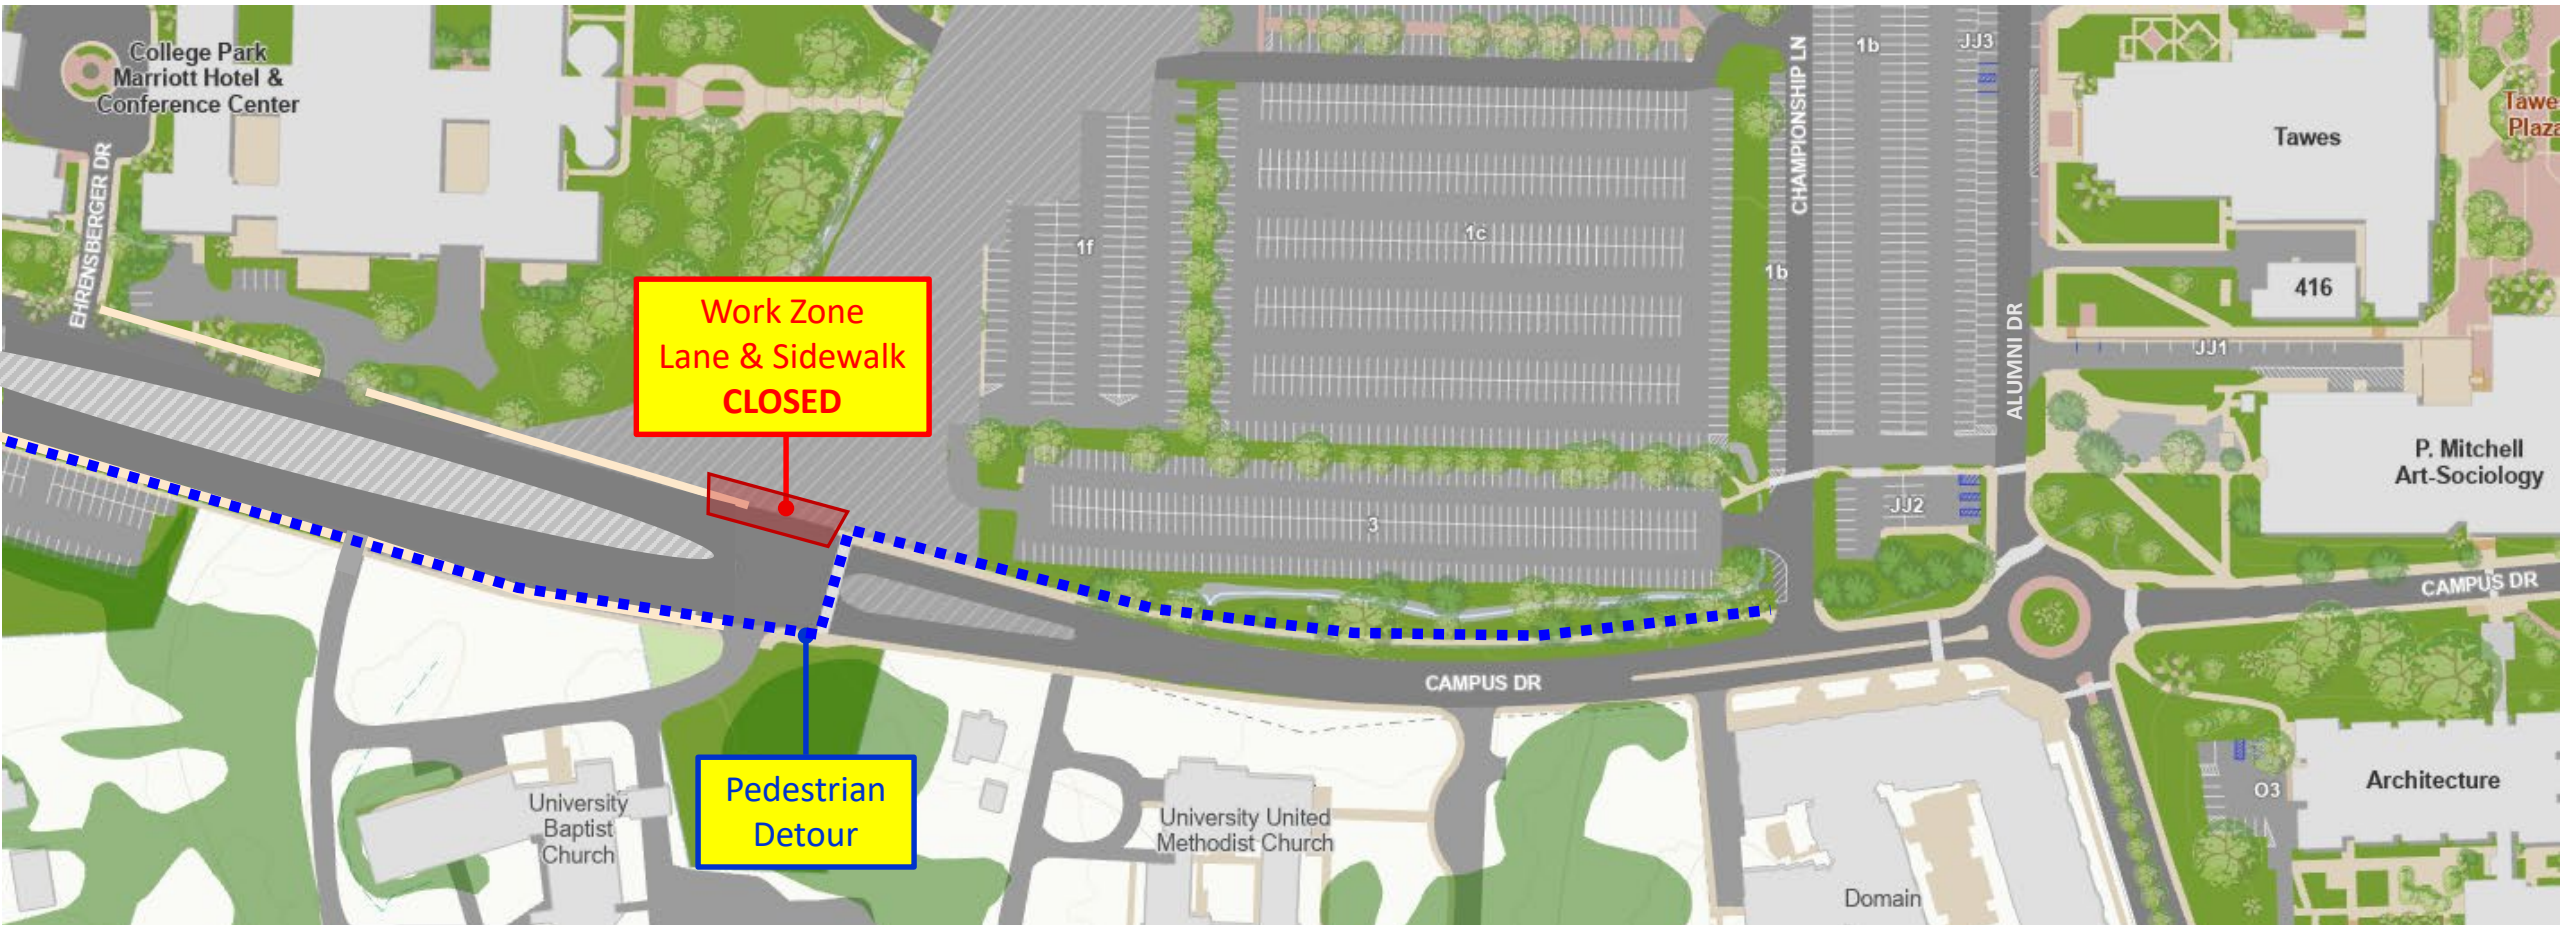 College Park
Marriott Hotel &
Conference Center
EHRENSBERGER DR
Work Zone
Lane & Sidewalk
CLOSED
1f
1c
3
1b
CHAMPIONSHIP LN
1b
JJ3
ALUMNI DR
JJ1
JJ2
Tawes
Tawe
Plaza
416
P. Mitchell
Art-Sociology
CAMPUS DR
CAMPUS DR
Pedestrian
Detour
University
Baptist
Church
University United
Methodist Church
Domain
O3
Architecture